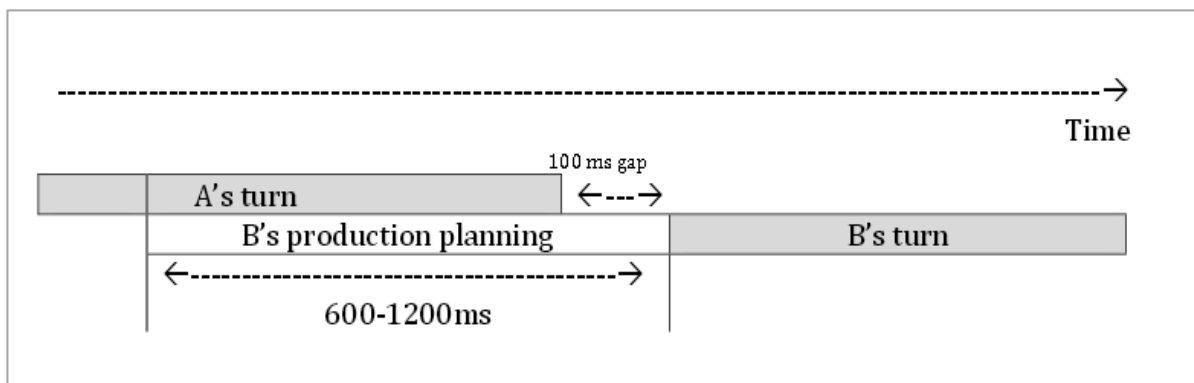 Time
100 ms gap
A's turn
B's production planning
B's turn
600-1200ms